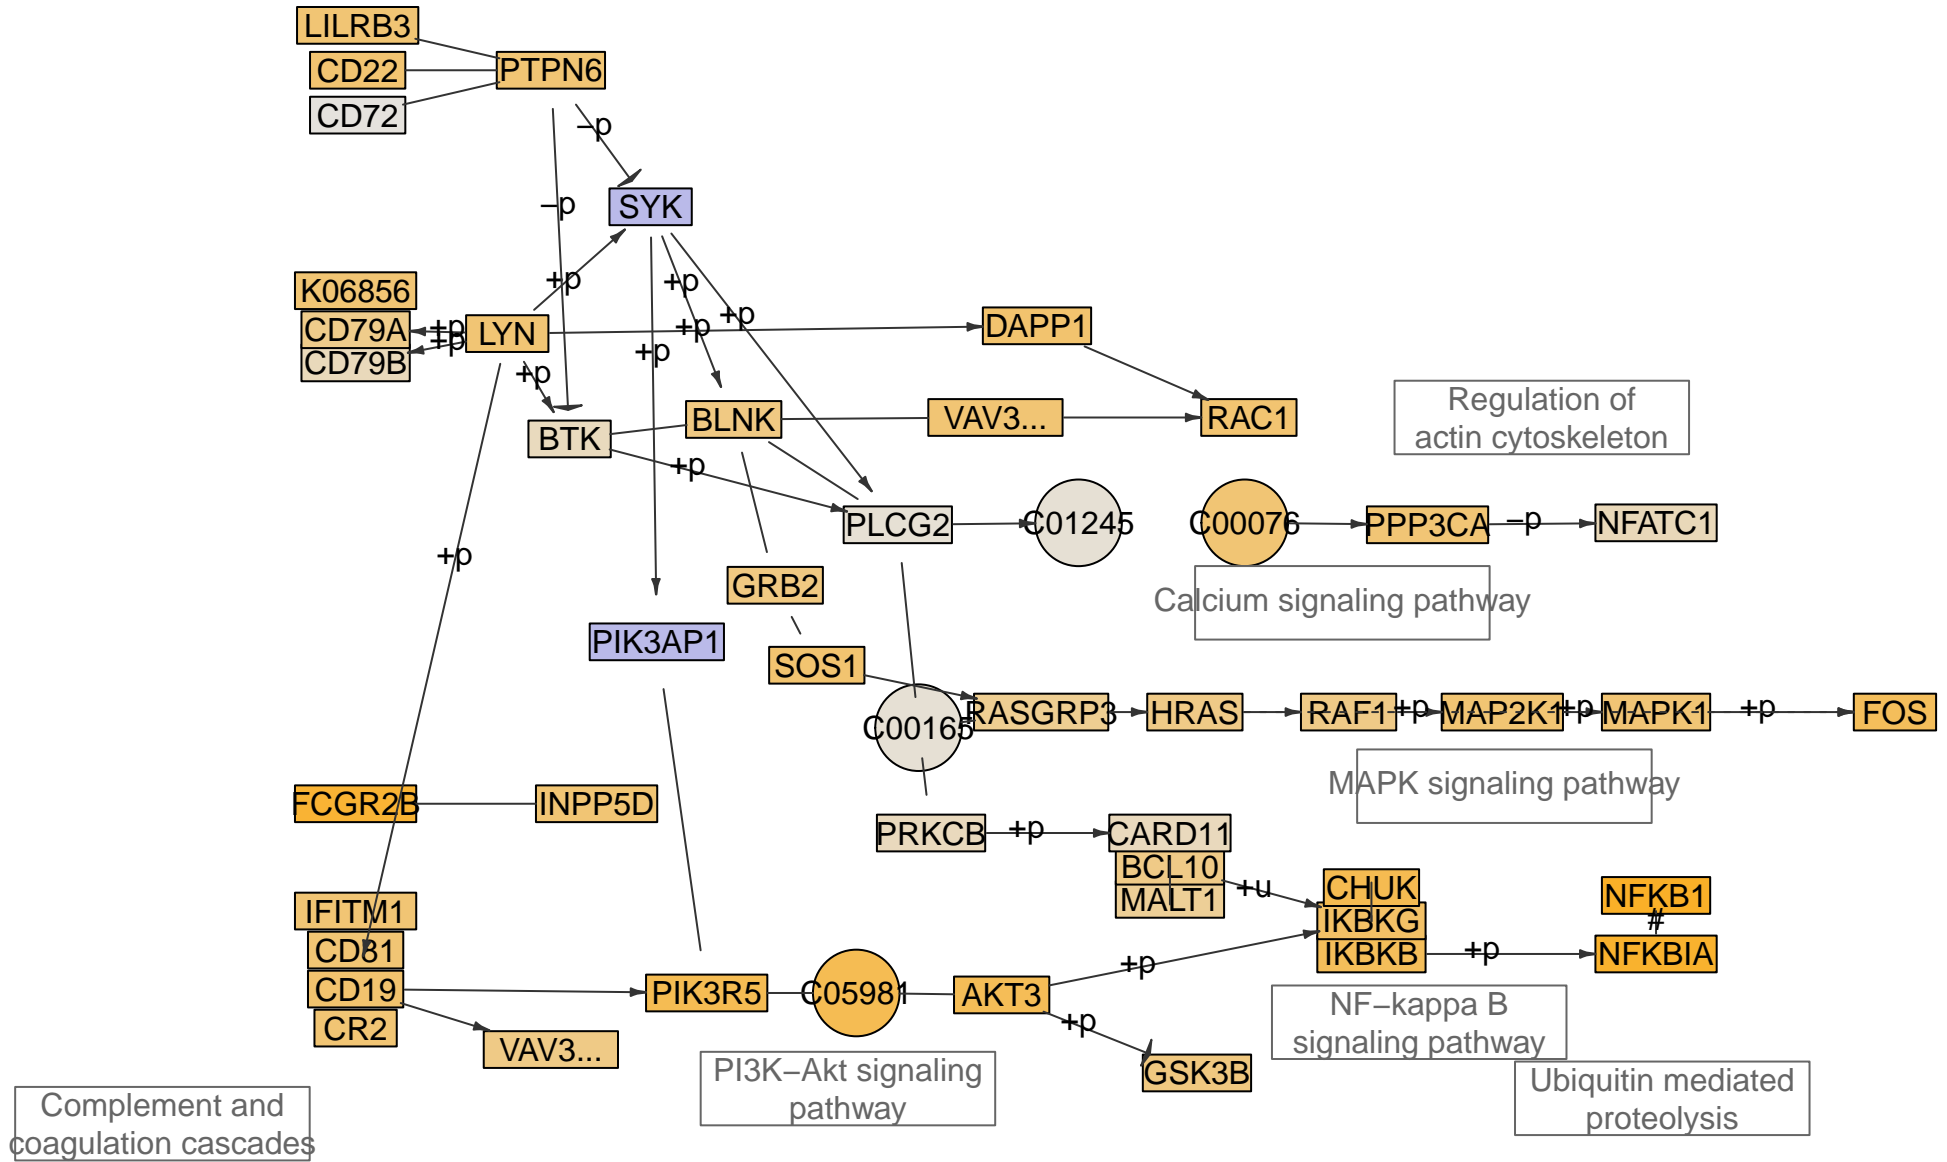 LILRB3
CD22
PTPN6
CD72
–p
–p
SYK
+p
+p
+p
K06856
CD79A
+p
LYN
+p
DAPP1
CD79B
+p
+p
+p
BTK
BLNK
VAV3...
RAC1
Regulation of
actin cytoskeleton
+p
PLCG2
C01245
C00076
PPP3CA
–p
NFATC1
+p
GRB2
Calcium signaling pathway
PIK3AP1
SOS1
C00165
RASGRP3
HRAS
RAF1
+p
MAP2K1
+p
MAPK1
+p
FOS
MAPK signaling pathway
FCGR2B
INPP5D
PRKCB
+p
CARD11
BCL10
MALT1
+u
CHUK
IKBKG
IKBKB
NFKB1
#
+p
NFKBIA
IFITM1
CD81
CD19
CR2
PIK3R5
C05981
AKT3
+p
+p
VAV3...
GSK3B
NF–kappa B
signaling pathway
PI3K–Akt signaling
pathway
Ubiquitin mediated
proteolysis
Complement and
coagulation cascades